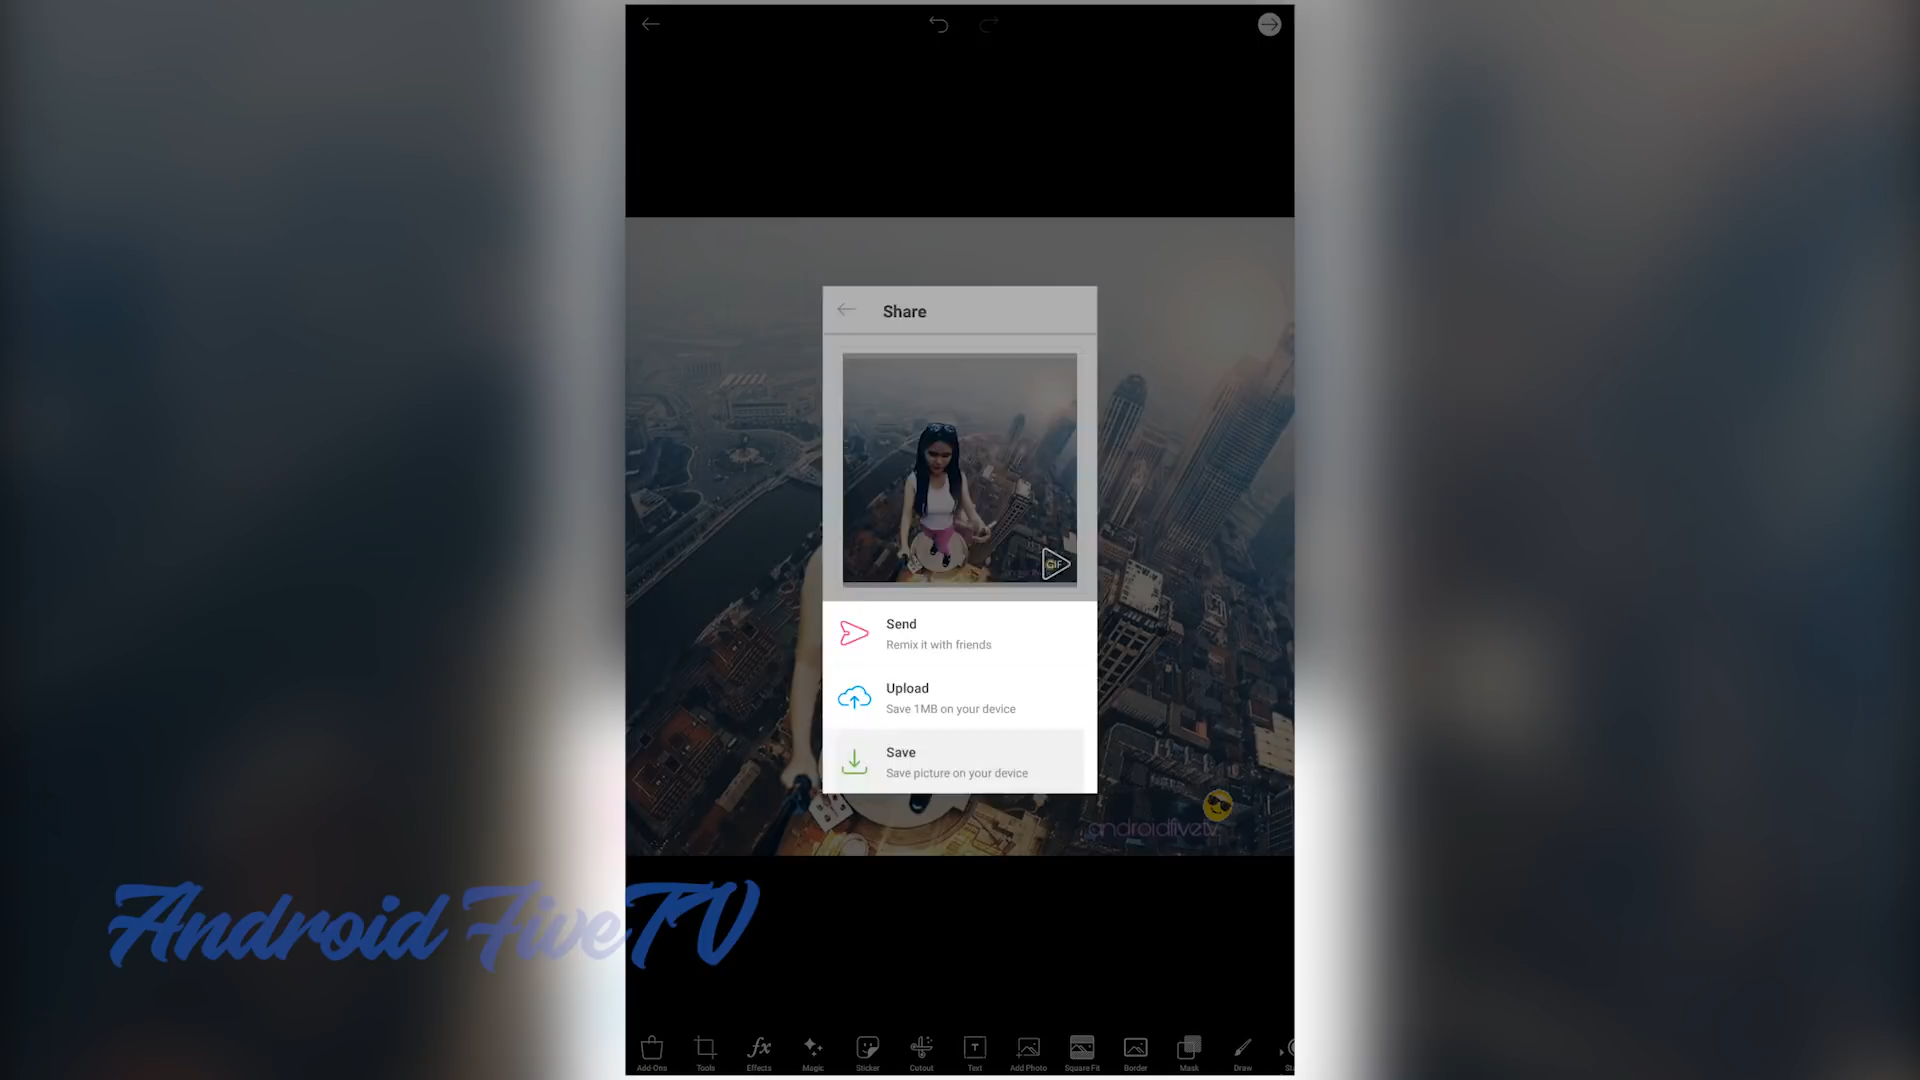 Share
GIF
Send
Remix it with friends
Upload
Save 1MB on your device
Save
Save picture on your device
androidfivetv
Android FiveTV
Add-Ons
Tools
Effects
Magic
Sticker
Cutout
Text
Add Photo
Square Fit
Border
Mask
Draw